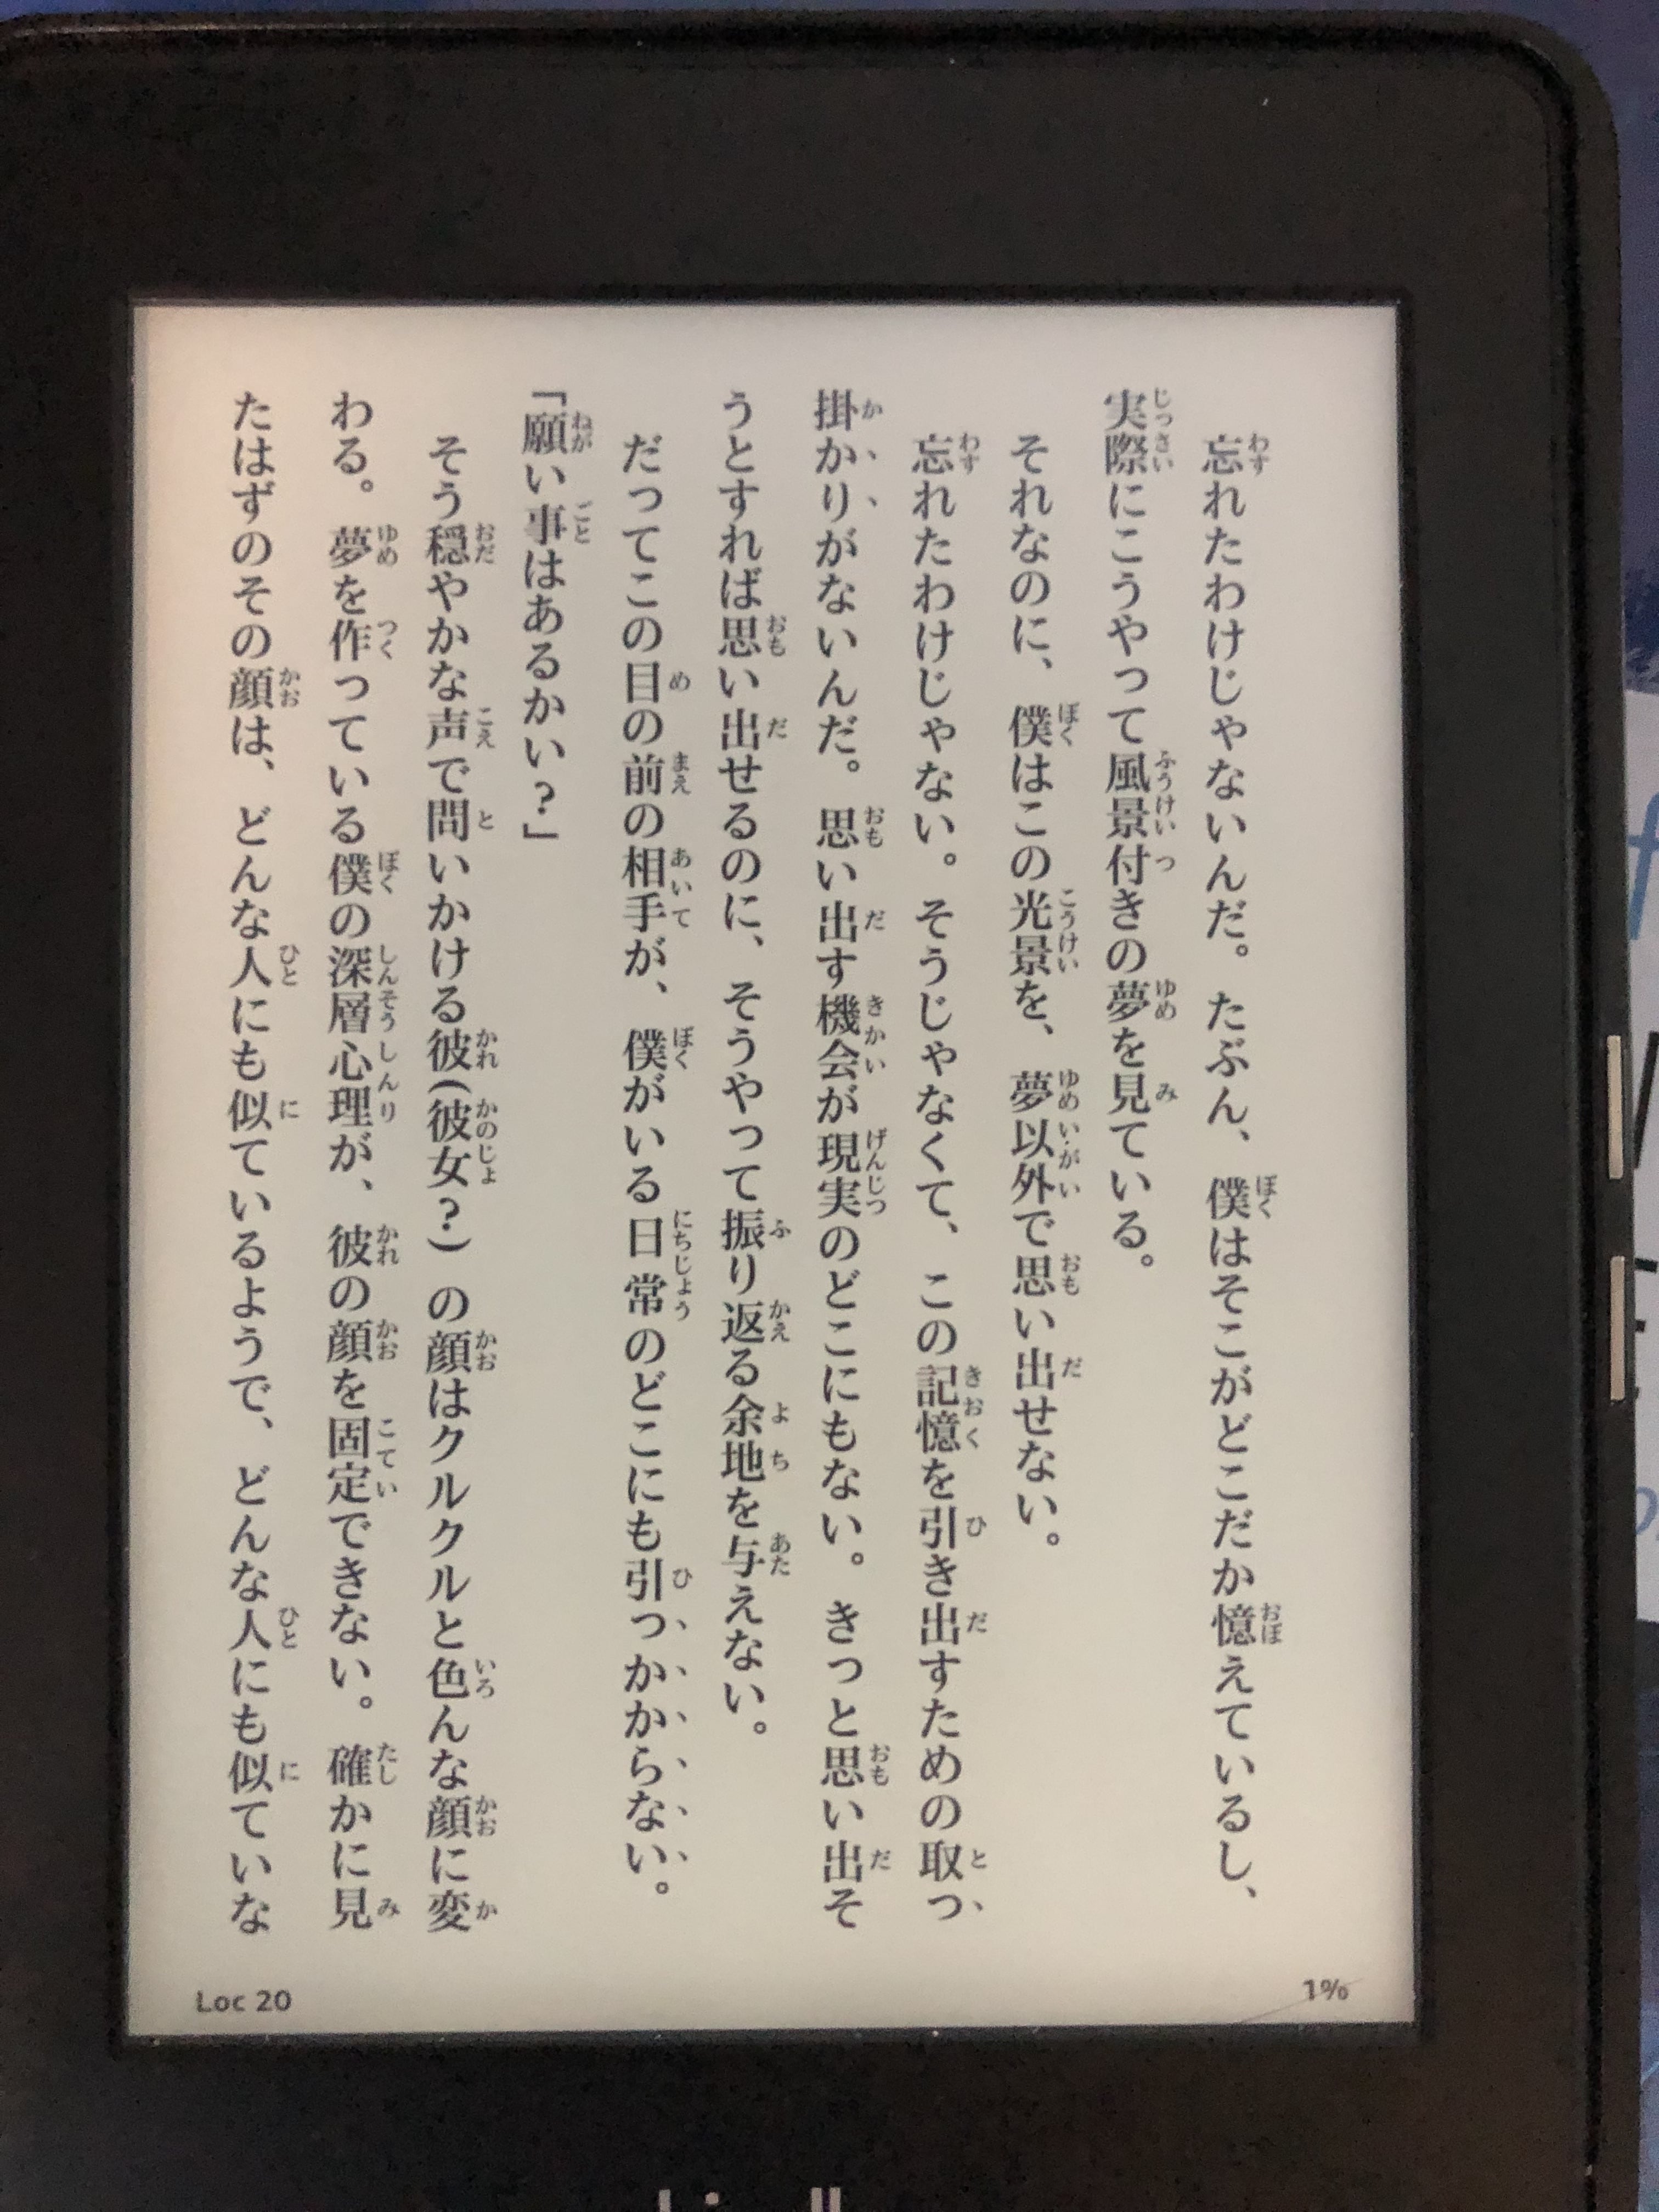 忘れたわけじゃないんだ。たぶん、僕はそこがどこだか憶えているし、
実際にこうやって風景付きの夢を見ている。
それなのに、僕はこの光景を、夢以外で思い出せない。
忘れたわけじゃない。そうじゃなくて、この記憶を引き出すための取っ
掛かりがないんだ。思い出す機会が現実のどこにもない。きっと思い出そ
うとすれば思い出せるのに、そうやって振り返る余地を与えない。
だってこの目の前の相手が、僕がいる日常のどこにも引っかからない。
「願い事はあるかい?」
そう穏やかな声で問いかける彼(彼女?)の顔はクルクルと色んな顔に変
わる。夢を作っている僕の深層心理が、彼の顔を固定できない。確かに見
たはずのその顔は、どんな人にも似ているようで、どんな人にも似ていな
Loc 20
1%